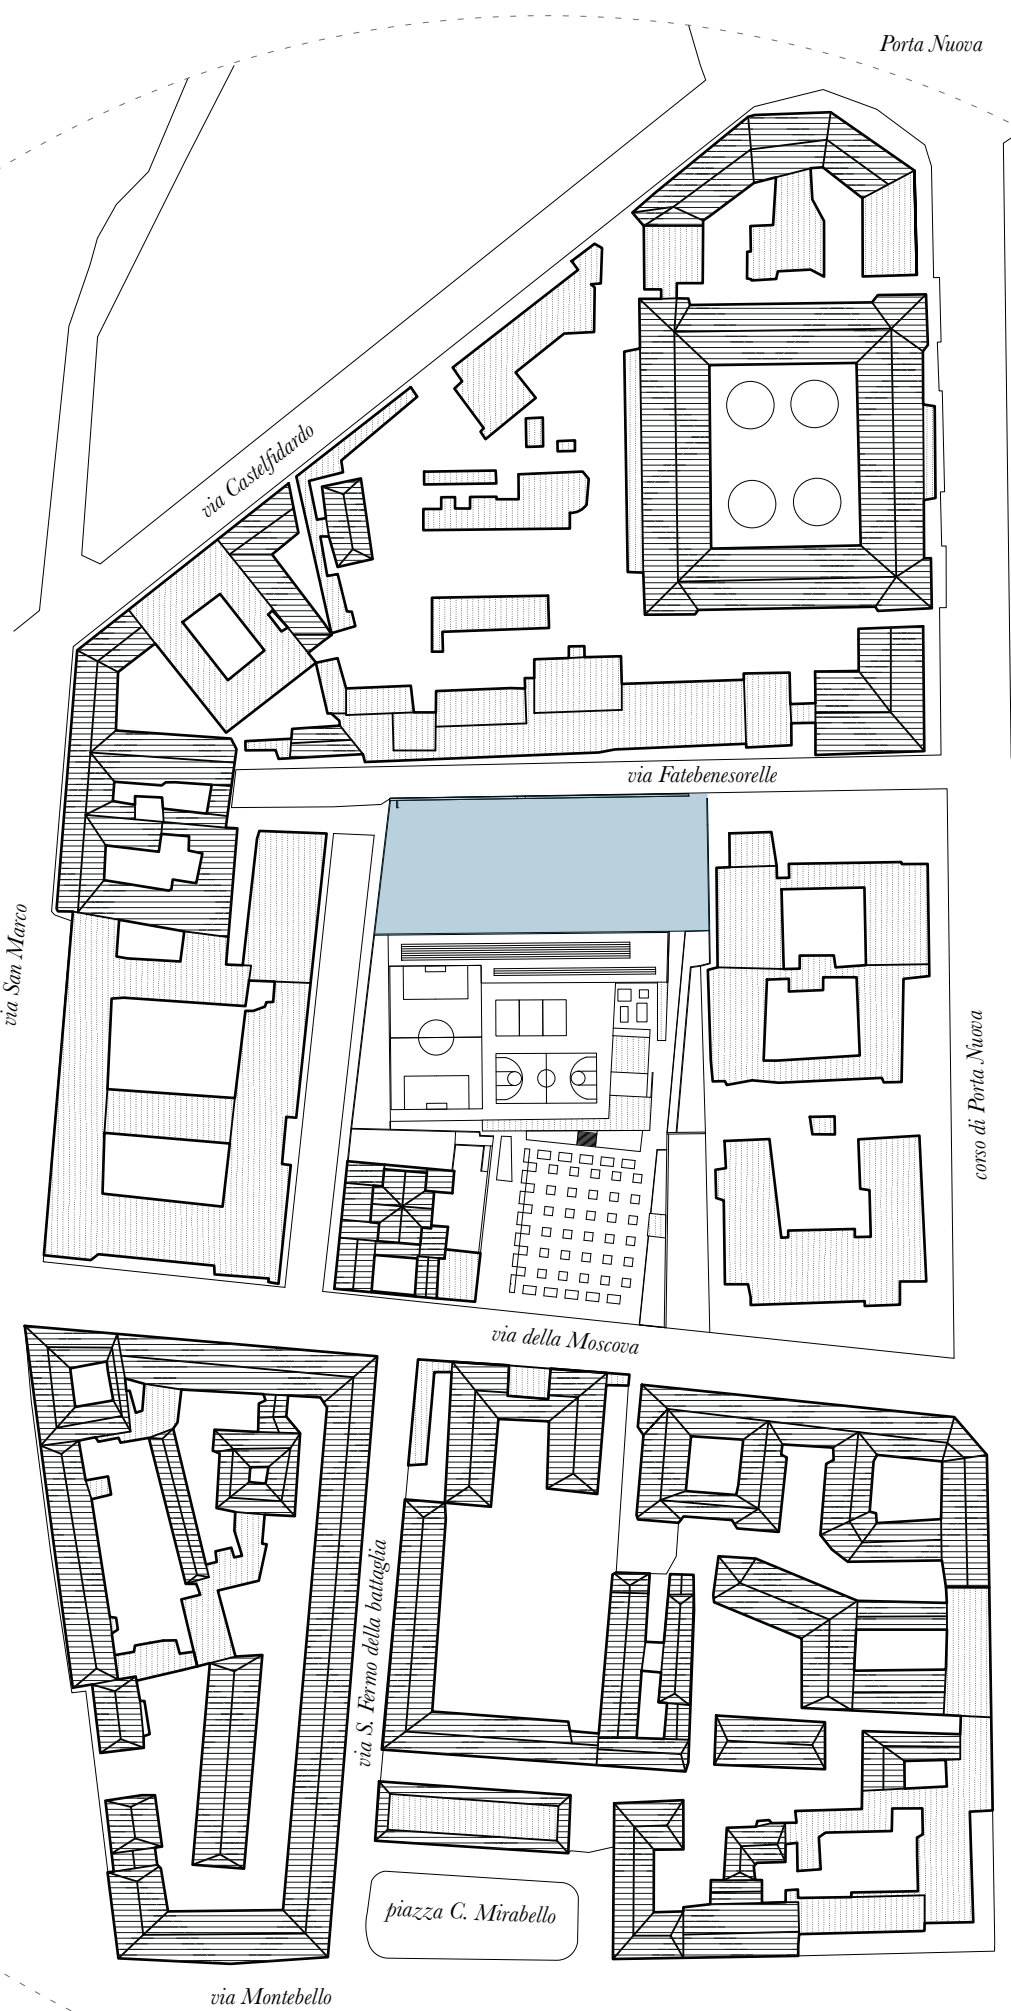 Porta Nuova
via Castelfidardo
via Fatebenesorelle
via San Marco
corso di Porta Nuova
via della Moscova
via S. Fermo della battaglia
piazza C. Mirabello
via Montebello